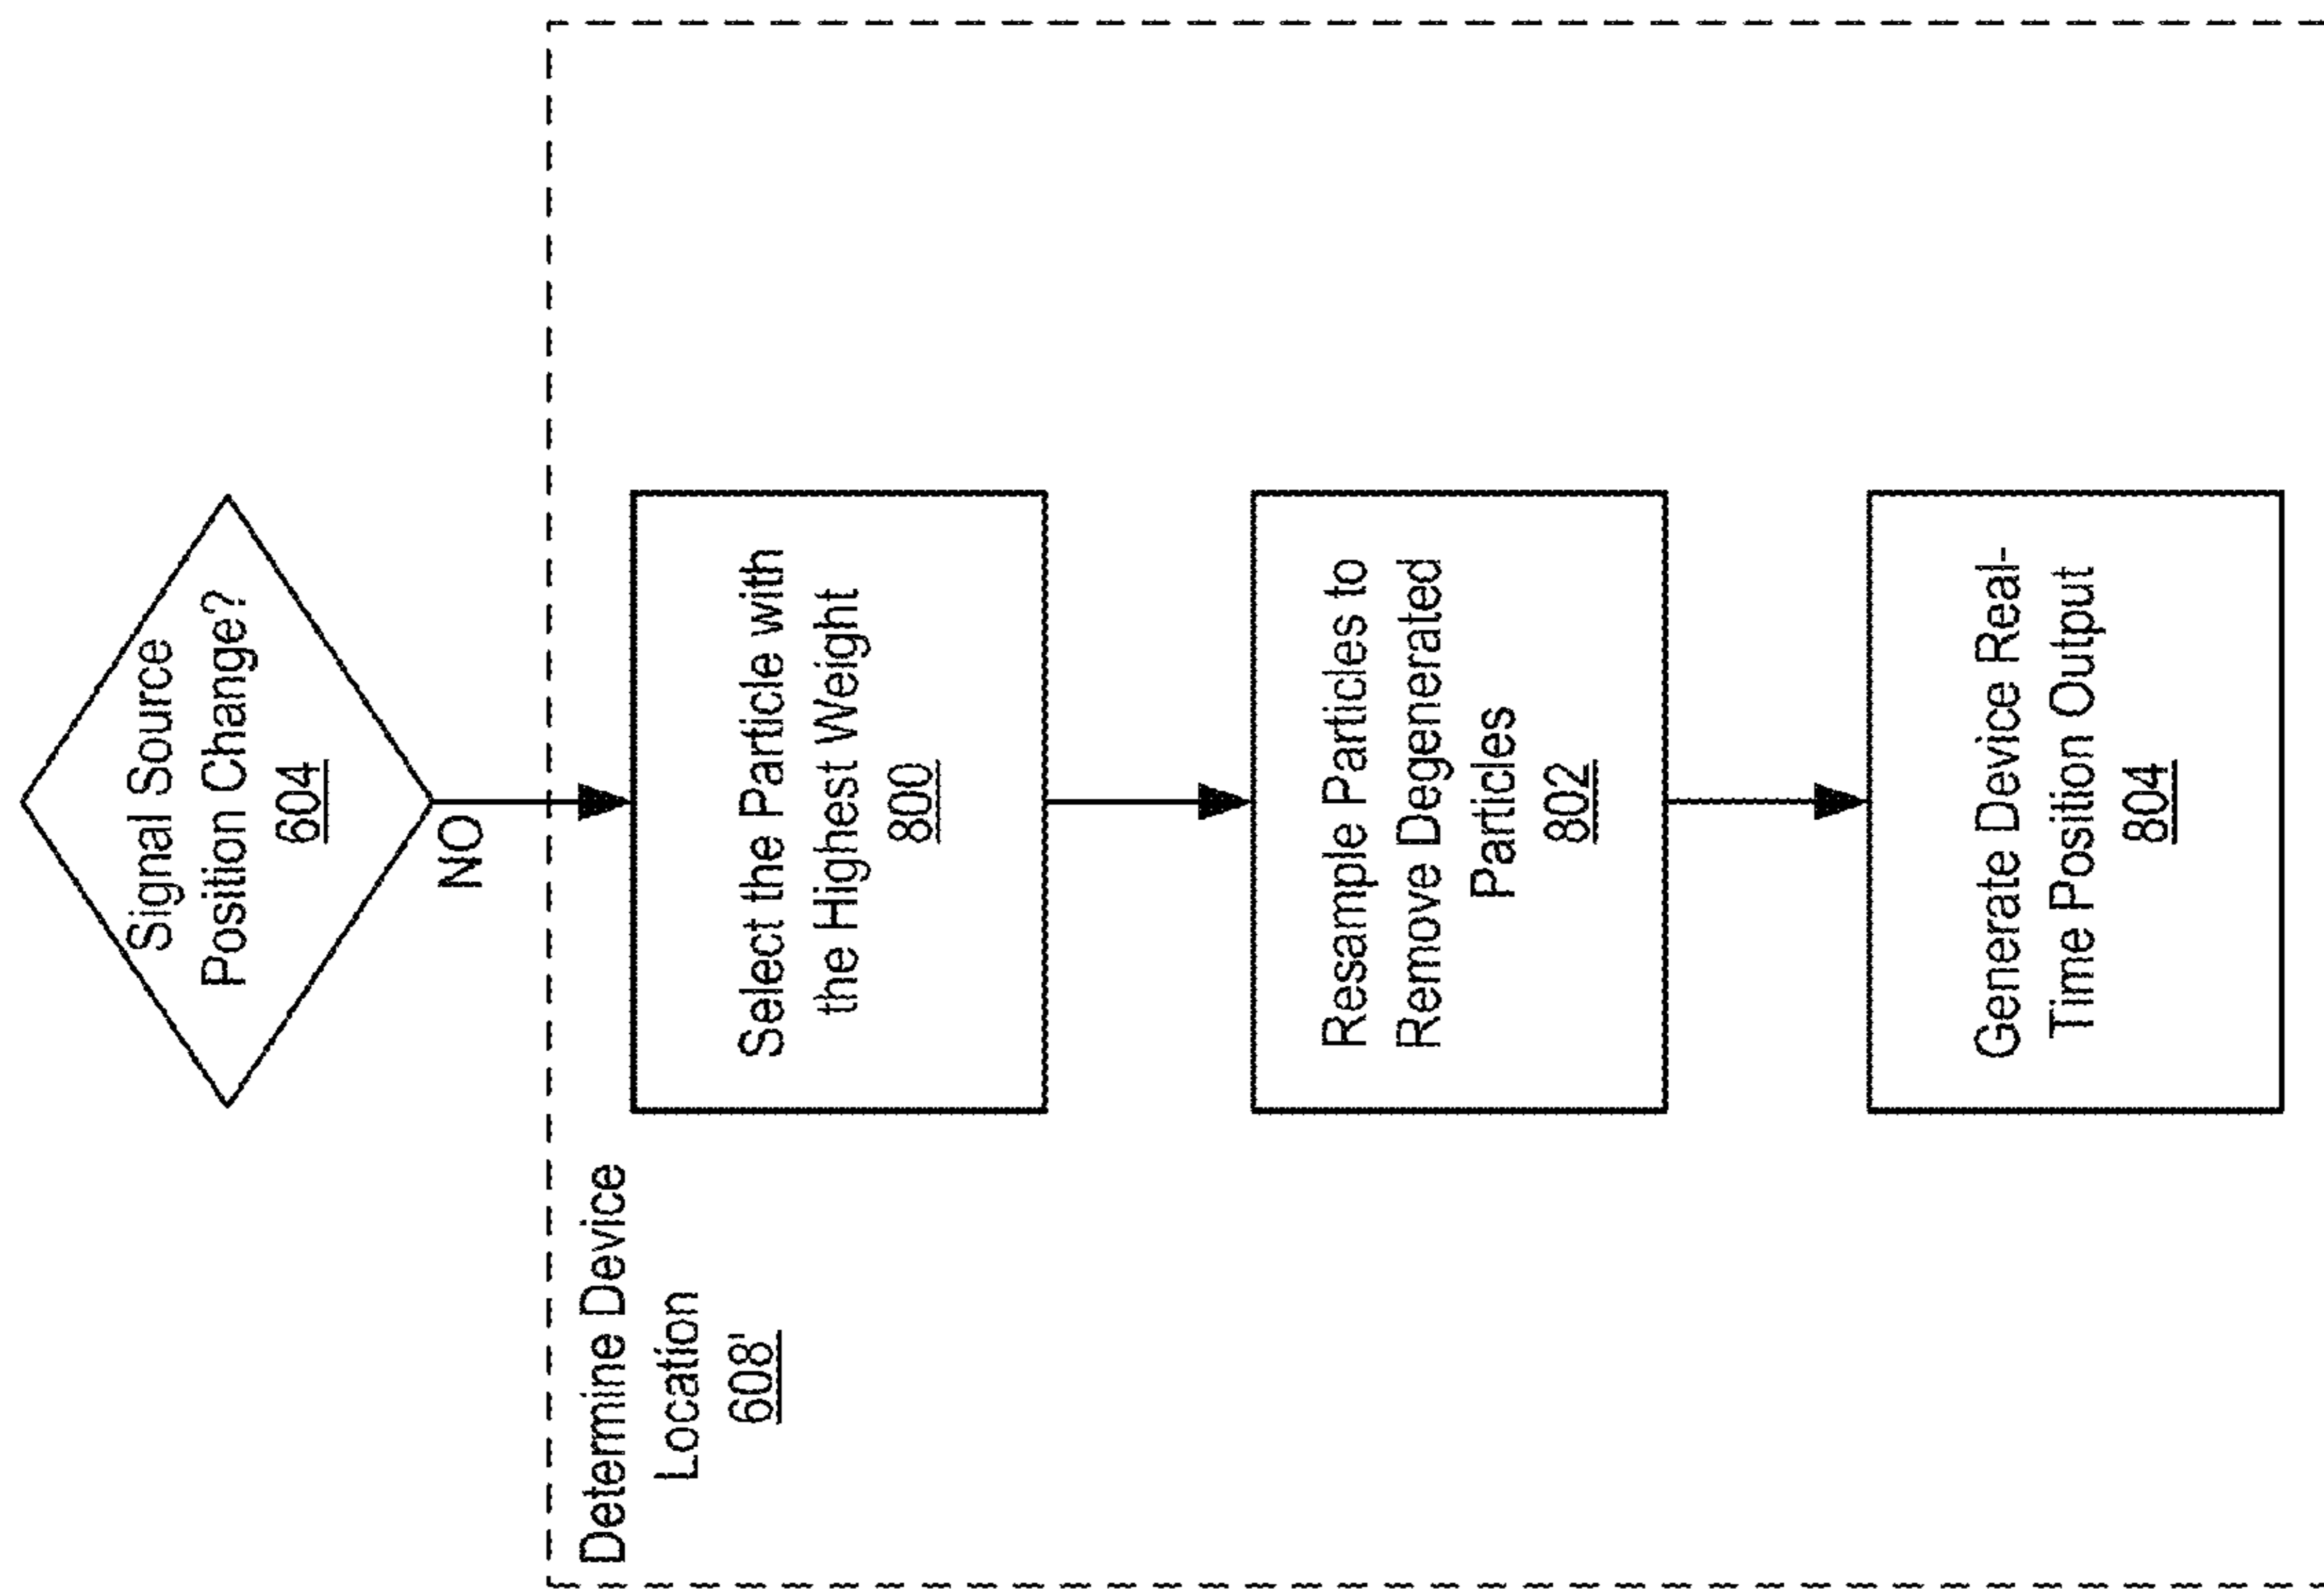 Signal Source
Position Change?
604
NO
Determine Device
Location
608'
Select the Particle with
the Highest Weight
800
Resample Particles to
Remove Degenerated
Particles
802
Generate Device Real-
Time Position Output
804